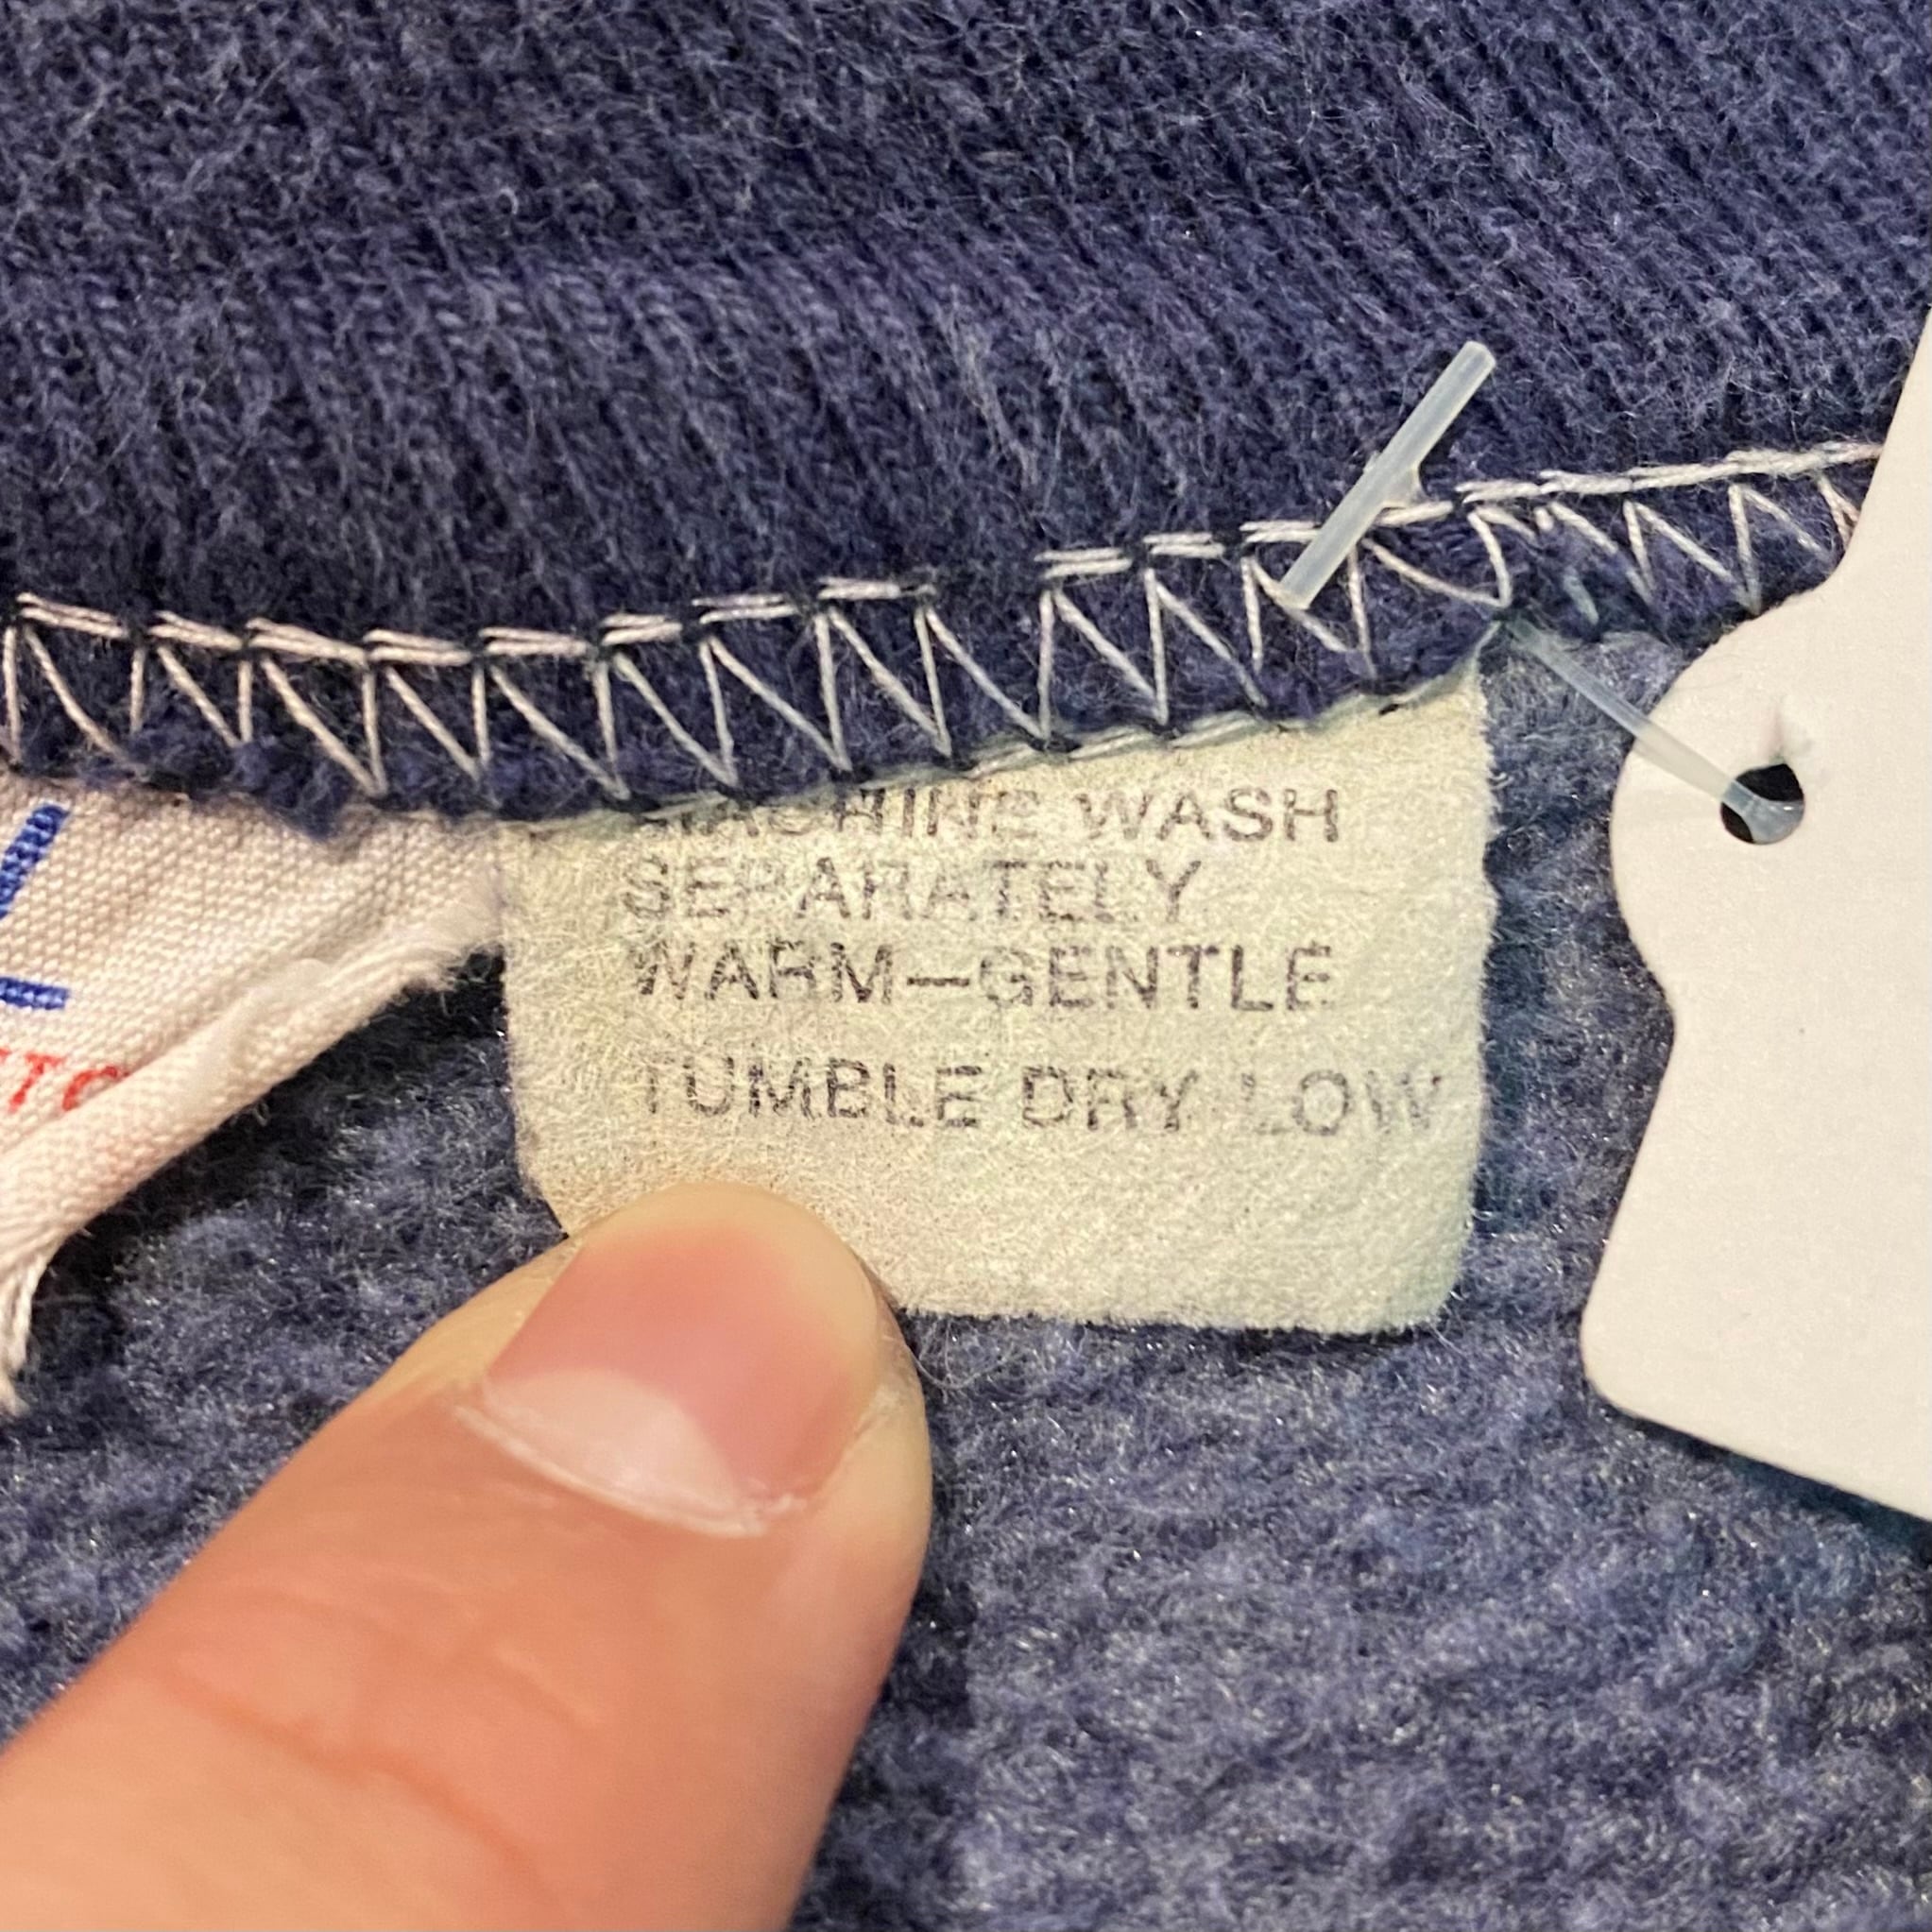 MACHINE WASH
SEPARATELY
WARM—GENTLE
TUMBLE DRY LOW